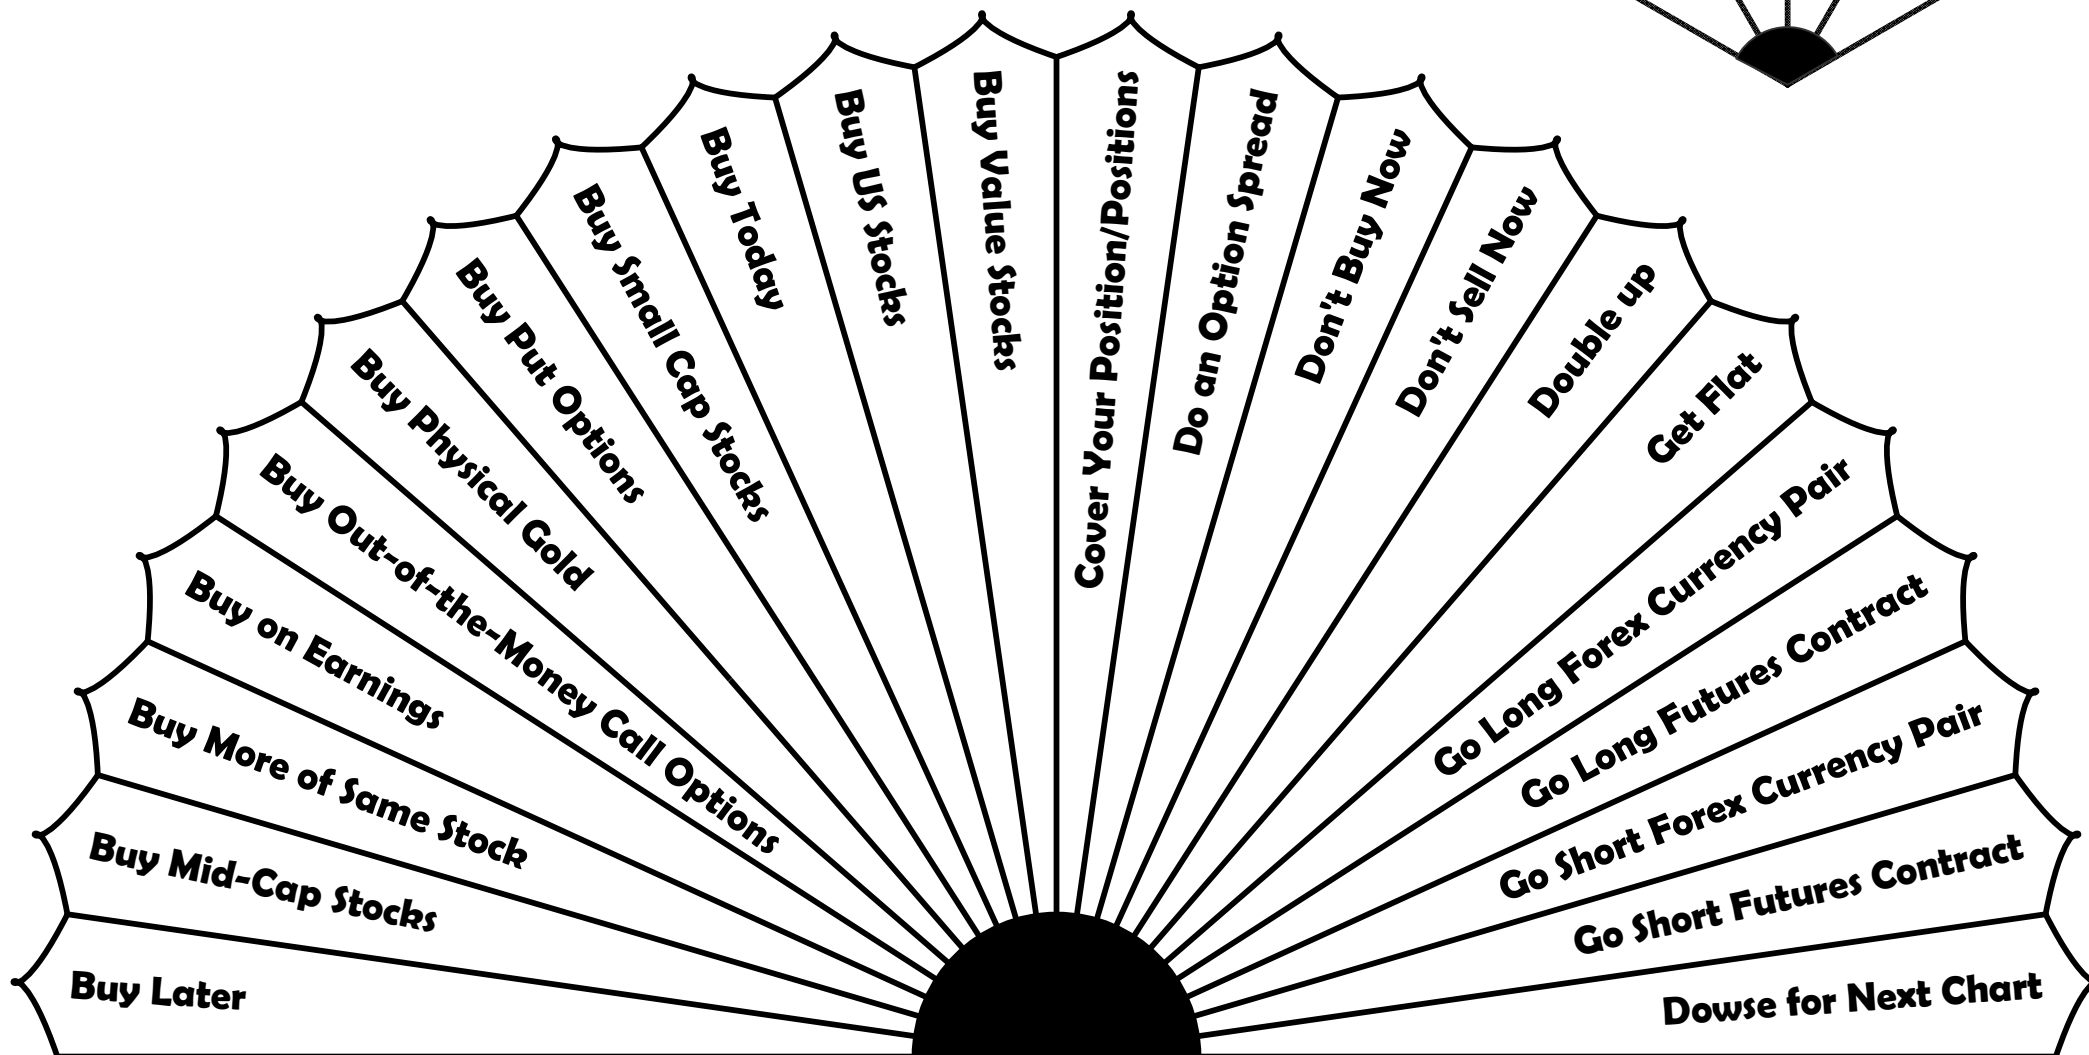 Buy Later
Buy Mid-Cap Stocks
Buy More of Same Stock
Buy on Earnings
Buy Out-of-the-Money Call Options
Buy Physical Gold
Buy Put Options
Buy Small Cap Stocks
Buy Today
Buy US Stocks
Buy Value Stocks
Cover Your Position/Positions
Do an Option Spread
Don't Buy Now
Don't Sell Now
Double up
Get Flat
Go Long Forex Currency Pair
Go Long Futures Contract
Go Short Forex Currency Pair
Go Short Futures Contract
Dowse for Next Chart